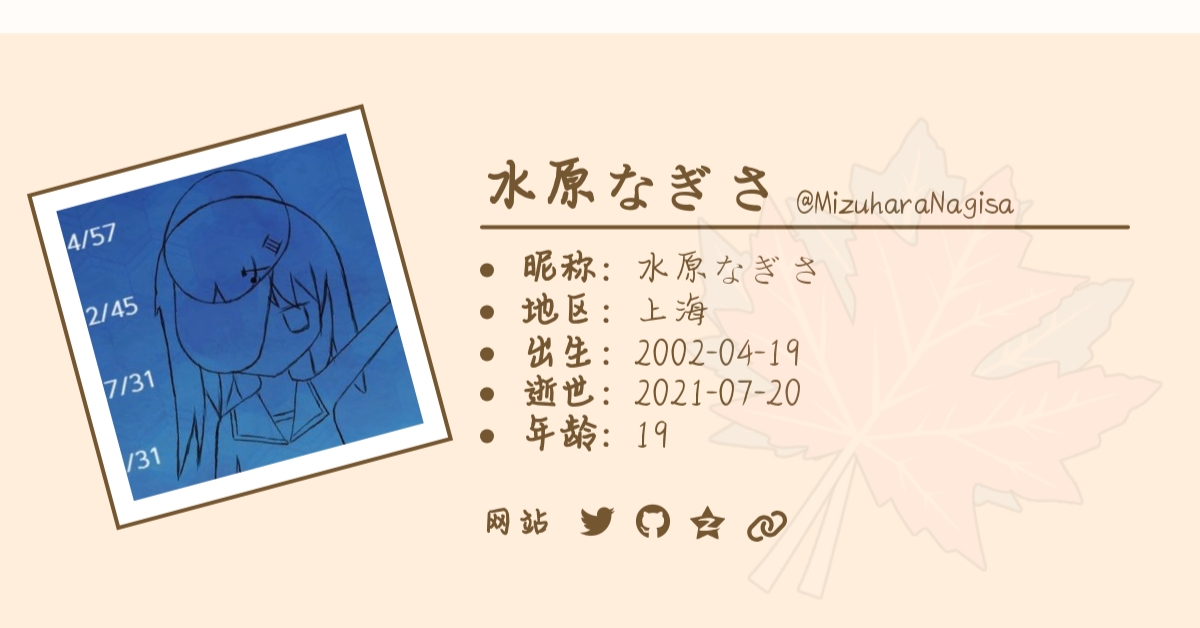 4/57
2/45
7/31
/31
水原なぎさ @MizuharaNagisa
昵称：水原なぎさ
地区：上海
出生：2002-04-19
逝世：2021-07-20
年龄：19
网站